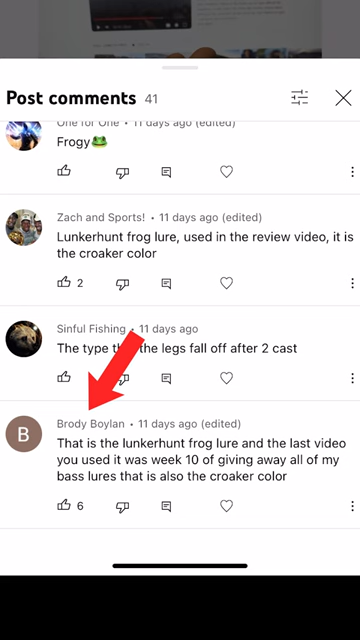 Post comments 41
One for One • 11 days ago (edited)
Frogy🐸
Zach and Sports! • 11 days ago (edited)
Lunkerhunt frog lure, used in the review video, it is
the croaker color
2
Sinful Fishing • 11 days ago
The type the legs fall off after 2 cast
B
Brody Boylan • 11 days ago (edited)
That is the lunkerhunt frog lure and the last video
you used it was week 10 of giving away all of my
bass lures that is also the croaker color
6